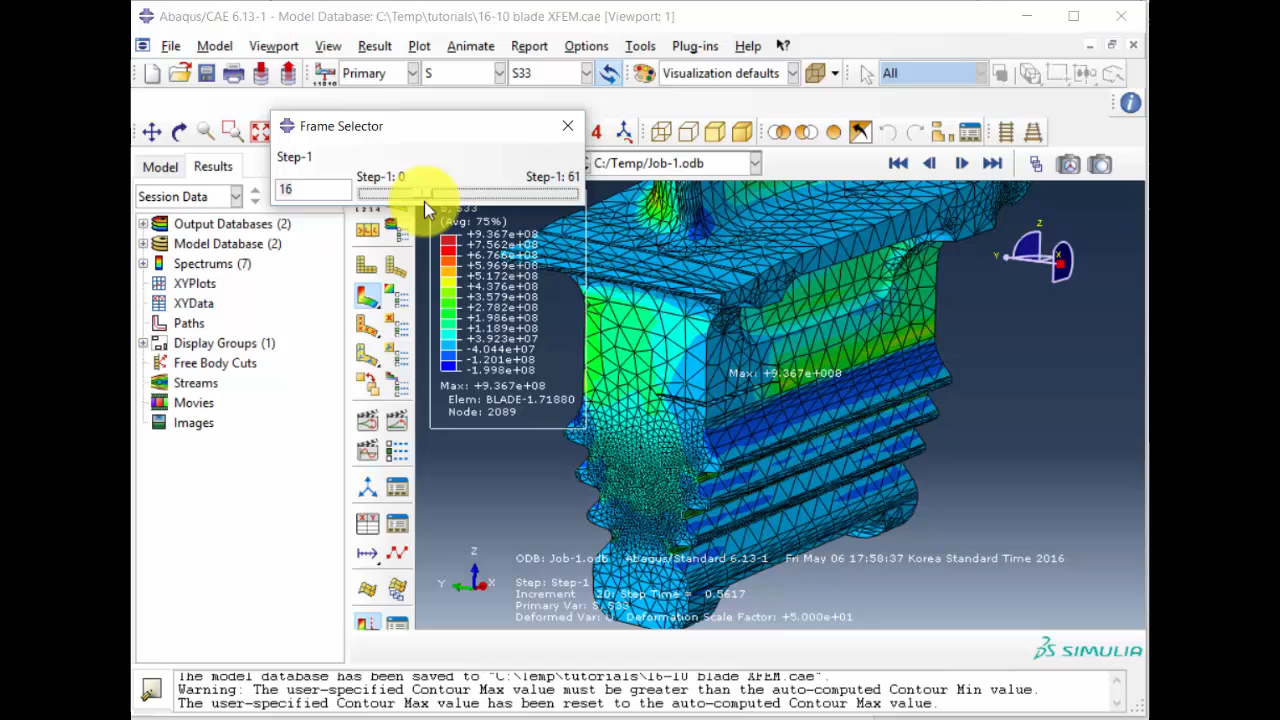 Abaqus/CAE 6.13-1 - Model Database: C:\Temp\tutorials\16-10 blade XFEM.cae [Viewport: 1]
File Model Viewport View Result Plot Animate Report Options Tools Plug-ins Help
Primary S S33 Visualization defaults All
Frame Selector
4
Step-1
C:/Temp/Job-1.odb
Model Results
Step-1: 0 Step-1: 61
16
Session Data
S, S33
(Avg: 75%)
+9.367e+08
+7.562e+08
+6.766e+08
+5.969e+08
+5.172e+08
+4.376e+08
+3.579e+08
+2.782e+08
+1.986e+08
+1.189e+08
+3.923e+07
-4.044e+07
-1.201e+08
-1.998e+08
Max: +9.367e+08
Elem: BLADE-1.71880
Node: 2089
Output Databases (2)
Model Database (2)
Spectrums (7)
XYPlots
XYData
Paths
Display Groups (1)
Free Body Cuts
Streams
Movies
Images
Z
Y X
Max: +9.367e+008
Z
Y X
ODB: Job-1.odb Abaqus/Standard 6.13-1 Fri May 06 17:58:37 Korea Standard Time 2016
Step: Step-1
Increment 20: Step Time = 0.5617
Primary Var: S, S33
Deformed Var: U Deformation Scale Factor: +5.000e+01
SIMULIA
The model database has been saved to "C:\Temp\tutorials\16-10 blade XFEM.cae".
Warning: The user-specified Contour Max value must be greater than the auto-computed Contour Min value.
The user-specified Contour Max value has been reset to the auto-computed Contour Max value.